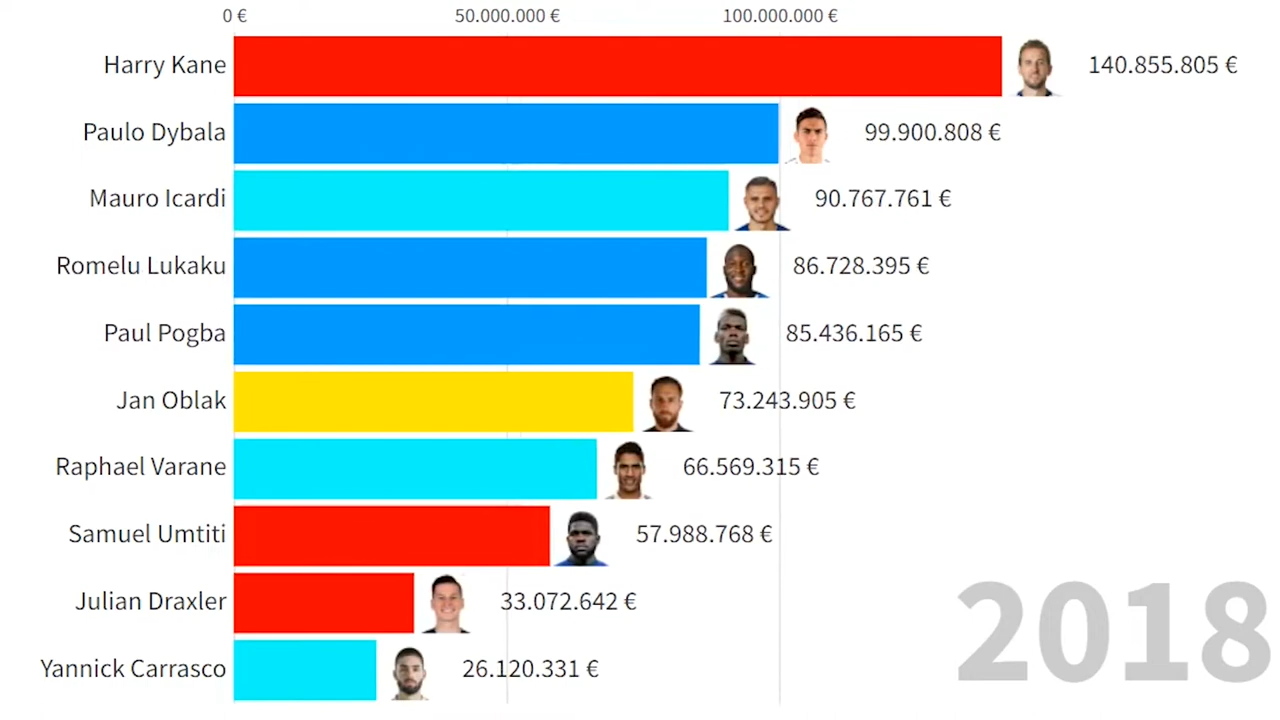 0 € 50.000.000 € 100.000.000 €
Harry Kane 140.855.805 €
Paulo Dybala 99.900.808 €
Mauro Icardi 90.767.761 €
Romelu Lukaku 86.728.395 €
Paul Pogba 85.436.165 €
Jan Oblak 73.243.905 €
Raphael Varane 66.569.315 €
Samuel Umtiti 57.988.768 €
Julian Draxler 33.072.642 €
Yannick Carrasco 26.120.331 €
2018